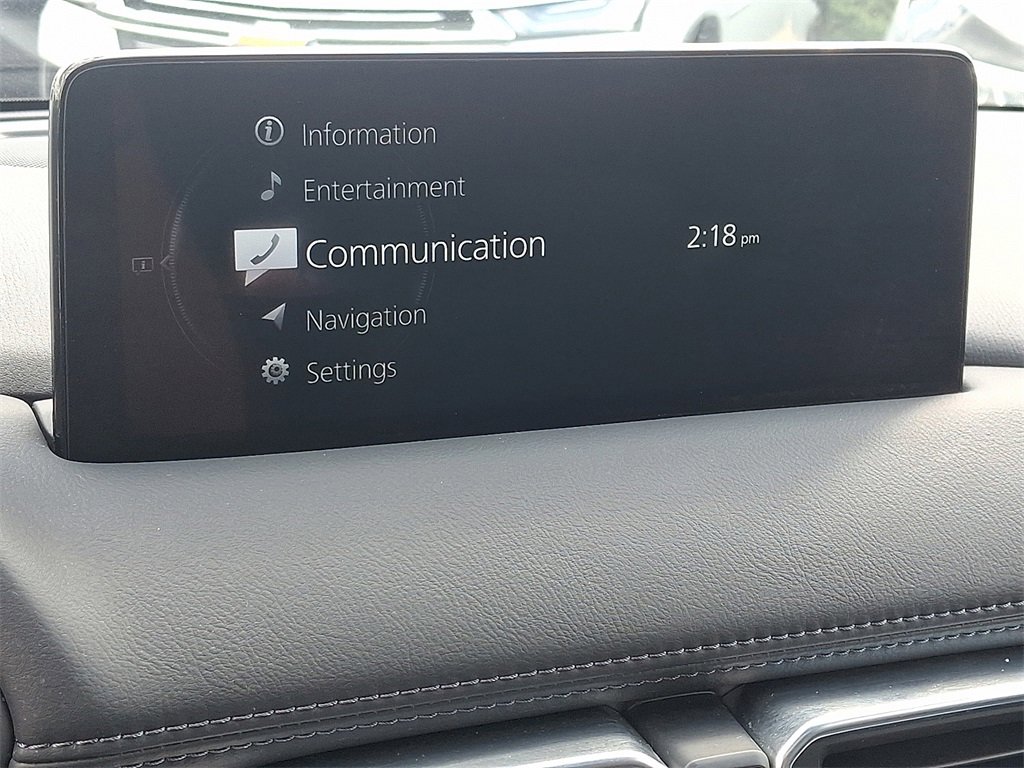 Information
Entertainment
Communication
2:18 pm
Navigation
Settings